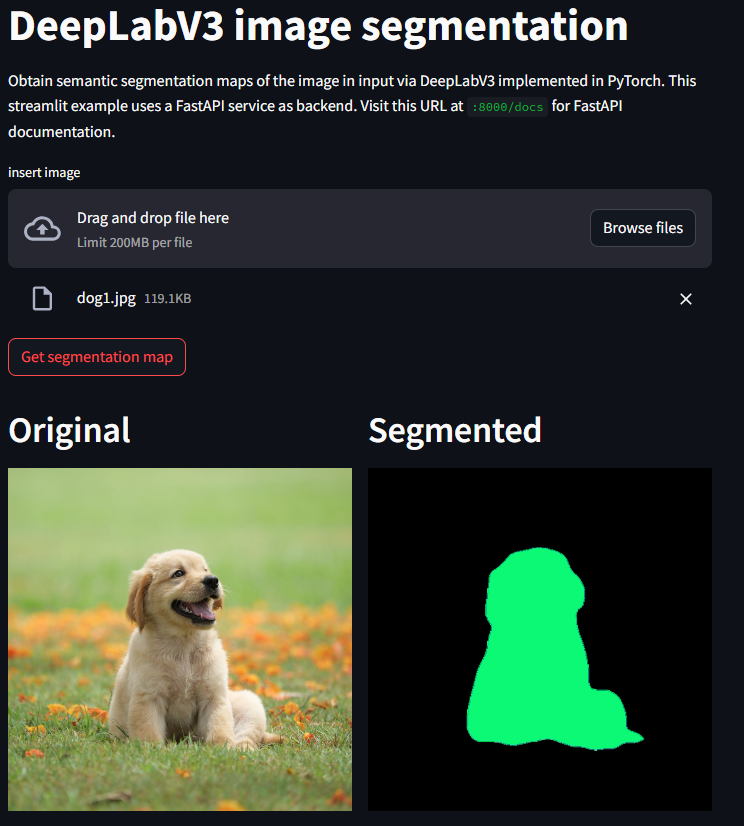 DeepLabV3 image segmentation
Obtain semantic segmentation maps of the image in input via DeepLabV3 implemented in PyTorch. This
streamlit example uses a FastAPI service as backend. Visit this URL at :8000/docs for FastAPI
documentation.
insert image
Drag and drop file here
Limit 200MB per file
Browse files
dog1.jpg 119.1KB
Get segmentation map
Original
Segmented